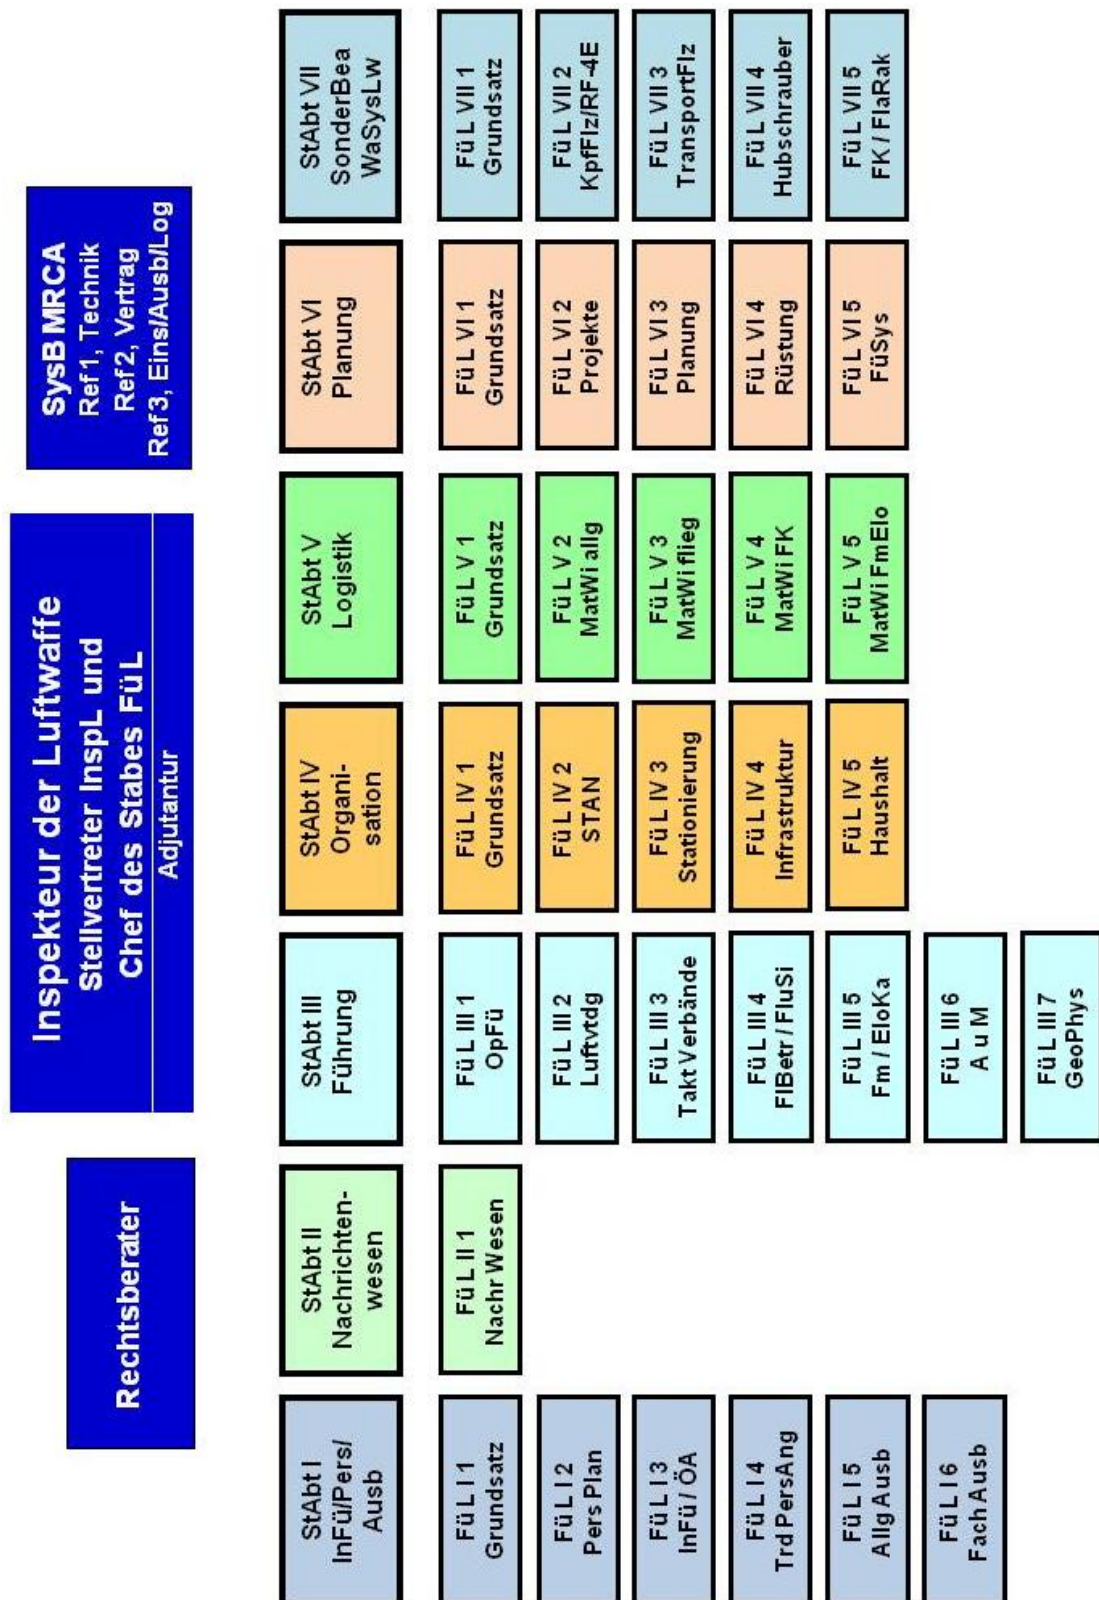 Rechtsberater
Inspekteur der Luftwaffe
Stellvertreter InspL und
Chef des Stabes Fü L
Adjutantur
SysB MRCA
Ref 1, Technik
Ref 2, Vertrag
Ref 3, Eins/Ausb/Log
StAbt I
InFü/Pers/
Ausb
StAbt II
Nachrichten-
wesen
StAbt III
Führung
StAbt IV
Organi-
sation
StAbt V
Logistik
StAbt VI
Planung
StAbt VII
SonderBea
WaSysLw
Fü L I 1
Grundsatz
Fü L II 1
Nachr Wesen
Fü L III 1
OpFü
Fü L IV 1
Grundsatz
Fü L V 1
Grundsatz
Fü L VI 1
Grundsatz
Fü L VII 1
Grundsatz
Fü L I 2
Pers Plan
Fü L III 2
Luftvtdg
Fü L IV 2
STAN
Fü L V 2
MatWi allg
Fü L VI 2
Projekte
Fü L VII 2
KpfFlz/RF-4E
Fü L I 3
InFü / ÖA
Fü L III 3
Takt Verbände
Fü L IV 3
Stationierung
Fü L V 3
MatWi flieg
Fü L VI 3
Planung
Fü L VII 3
TransportFlz
Fü L I 4
Trd PersAng
Fü L III 4
FlBetr / FluSi
Fü L IV 4
Infrastruktur
Fü L V 4
MatWi FK
Fü L VI 4
Rüstung
Fü L VII 4
Hubschrauber
Fü L I 5
Allg Ausb
Fü L III 5
Fm / EloKa
Fü L IV 5
Haushalt
Fü L V 5
MatWi FmElo
Fü L VI 5
FüSys
Fü L VII 5
FK / FlaRak
Fü L I 6
Fach Ausb
Fü L III 6
A u M
Fü L III 7
GeoPhys